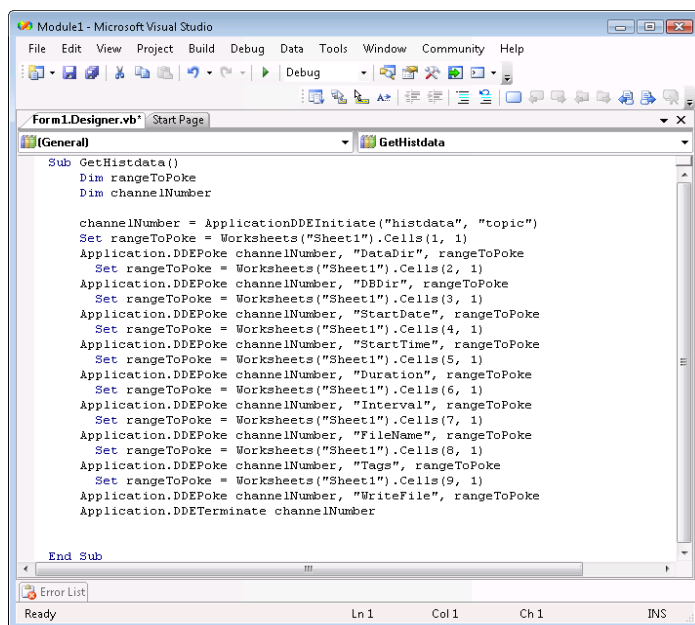 Module1 - Microsoft Visual Studio
File Edit View Project Build Debug Data Tools Window Community Help
Debug
Form1.Designer.vb* Start Page
(General) GetHistdata
Sub GetHistdata()
Dim rangeToPoke
Dim channelNumber
channelNumber = ApplicationDDEInitiate("histdata", "topic")
Set rangeToPoke = Worksheets("Sheet1").Cells(1, 1)
Application.DDEPoke channelNumber, "DataDir", rangeToPoke
Set rangeToPoke = Worksheets("Sheet1").Cells(2, 1)
Application.DDEPoke channelNumber, "DBDir", rangeToPoke
Set rangeToPoke = Worksheets("Sheet1").Cells(3, 1)
Application.DDEPoke channelNumber, "StartDate", rangeToPoke
Set rangeToPoke = Worksheets("Sheet1").Cells(4, 1)
Application.DDEPoke channelNumber, "StartTime", rangeToPoke
Set rangeToPoke = Worksheets("Sheet1").Cells(5, 1)
Application.DDEPoke channelNumber, "Duration", rangeToPoke
Set rangeToPoke = Worksheets("Sheet1").Cells(6, 1)
Application.DDEPoke channelNumber, "Interval", rangeToPoke
Set rangeToPoke = Worksheets("Sheet1").Cells(7, 1)
Application.DDEPoke channelNumber, "FileName", rangeToPoke
Set rangeToPoke = Worksheets("Sheet1").Cells(8, 1)
Application.DDEPoke channelNumber, "Tags", rangeToPoke
Set rangeToPoke = Worksheets("Sheet1").Cells(9, 1)
Application.DDEPoke channelNumber, "WriteFile", rangeToPoke
Application.DDETerminate channelNumber
End Sub
Error List
Ready Ln 1 Col 1 Ch 1 INS